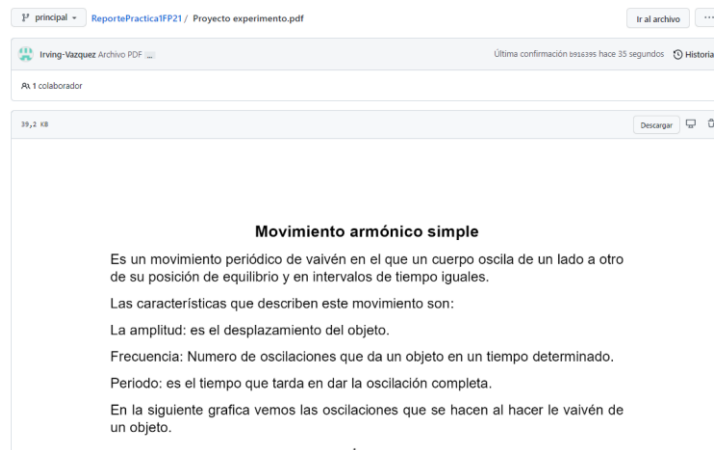 principal
ReportePractica1FP21 / Proyecto experimento.pdf
Ir al archivo
...
Irving-Vazquez Archivo PDF ...
Última confirmación b916395 hace 35 segundos
Historia
1 colaborador
39,2 KB
Descargar
Movimiento armónico simple
Es un movimiento periódico de vaivén en el que un cuerpo oscila de un lado a otro
de su posición de equilibrio y en intervalos de tiempo iguales.
Las características que describen este movimiento son:
La amplitud: es el desplazamiento del objeto.
Frecuencia: Numero de oscilaciones que da un objeto en un tiempo determinado.
Periodo: es el tiempo que tarda en dar la oscilación completa.
En la siguiente grafica vemos las oscilaciones que se hacen al hacer le vaivén de
un objeto.